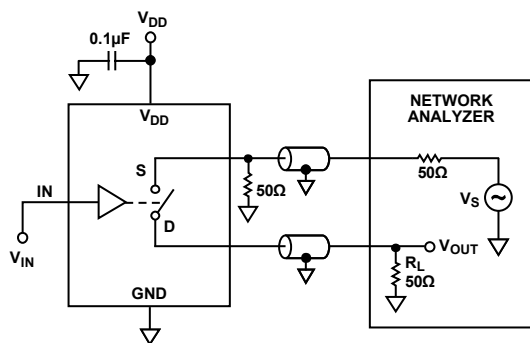 VDD
0.1µF
VDD
NETWORK
ANALYZER
S
50Ω
50Ω
VS
IN
D
VIN
VOUT
RL
50Ω
GND